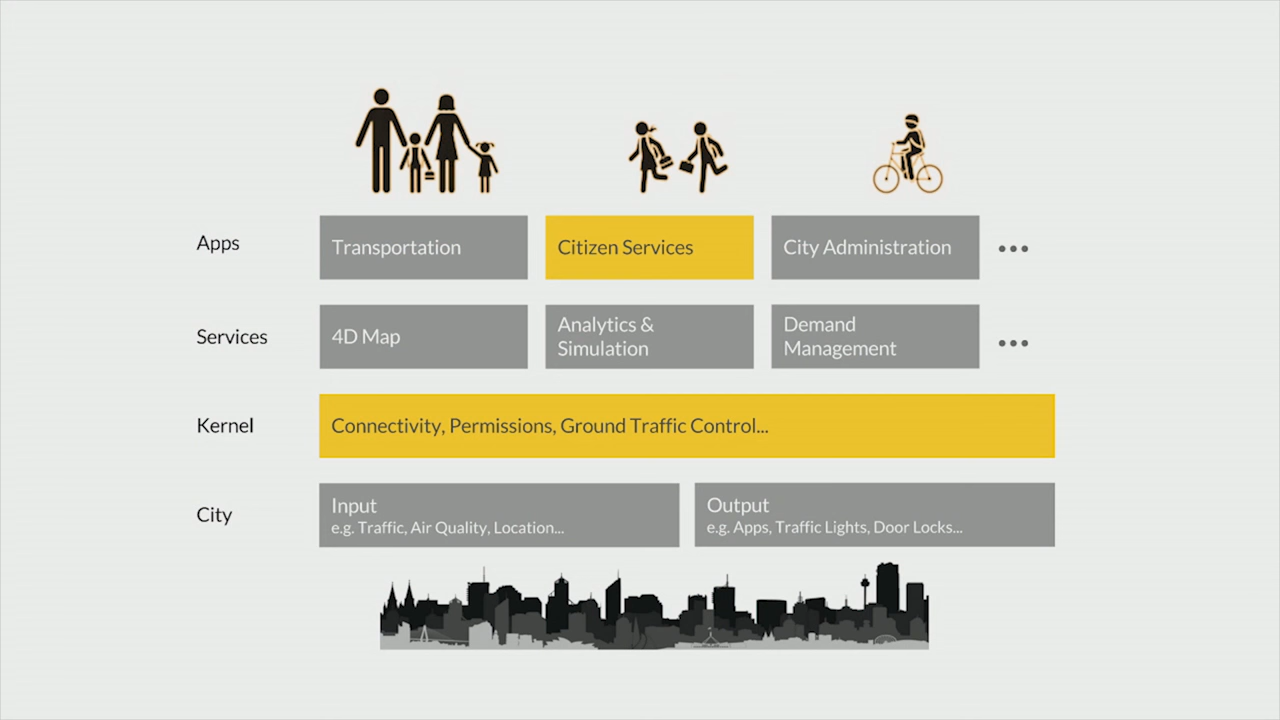 Apps
Transportation
Citizen Services
City Administration
Services
4D Map
Analytics &
Simulation
Demand
Management
Kernel
Connectivity, Permissions, Ground Traffic Control...
City
Input
e.g. Traffic, Air Quality, Location...
Output
e.g. Apps, Traffic Lights, Door Locks...